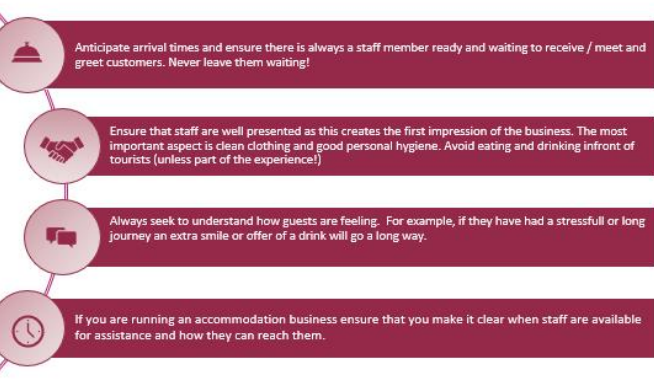 Anticipate arrival times and ensure there is always a staff member ready and waiting to receive / meet and
greet customers. Never leave them waiting!
Ensure that staff are well presented as this creates the first impression of the business. The most
important aspect is clean clothing and good personal hygiene. Avoid eating and drinking infront of
tourists (unless part of the experience!)
Always seek to understand how guests are feeling.  For example, if they have had a stressfull or long
journey an extra smile or offer of a drink will go a long way.
If you are running an accommodation business ensure that you make it clear when staff are available
for assistance and how they can reach them.